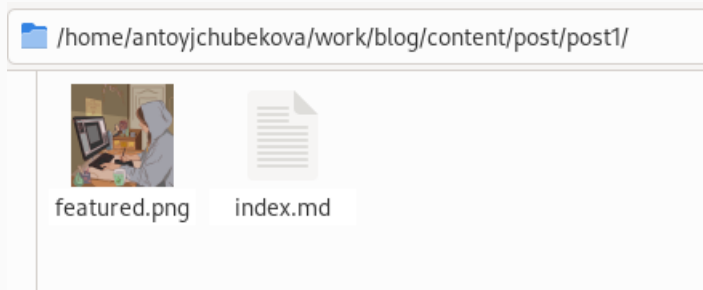 /home/antoyjchubekova/work/blog/content/post/post1/
featured.png
index.md